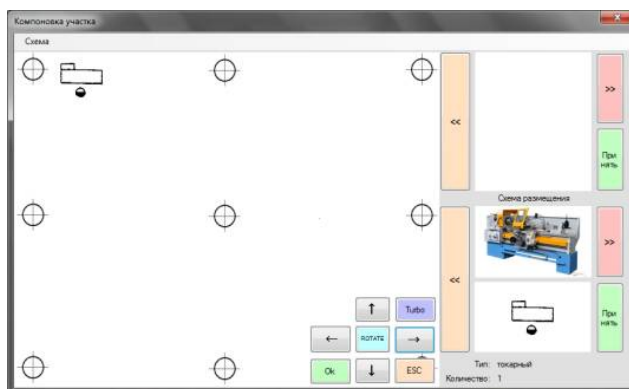 Компоновка участка
Схема
<<
>>
При
нять
Схема размещения
<<
>>
При
нять
↑
Turbo
←
ROTATE
→
Ok
↓
ESC
Тип: токарный
Количество: 1